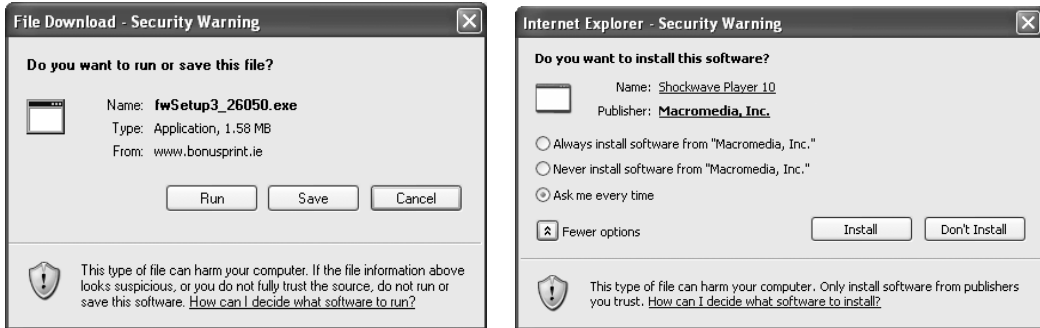 File Download - Security Warning
Do you want to run or save this file?
Name: fwSetup3_26050.exe
Type: Application, 1.58 MB
From: www.bonusprint.ie
Run Save Cancel
This type of file can harm your computer. If the file information above
looks suspicious, or you do not fully trust the source, do not run or
save this software. How can I decide what software to run?
Internet Explorer - Security Warning
Do you want to install this software?
Name: Shockwave Player 10
Publisher: Macromedia, Inc.
Always install software from "Macromedia, Inc."
Never install software from "Macromedia, Inc."
Ask me every time
Fewer options Install Don't Install
This type of file can harm your computer. Only install software from publishers
you trust. How can I decide what software to install?